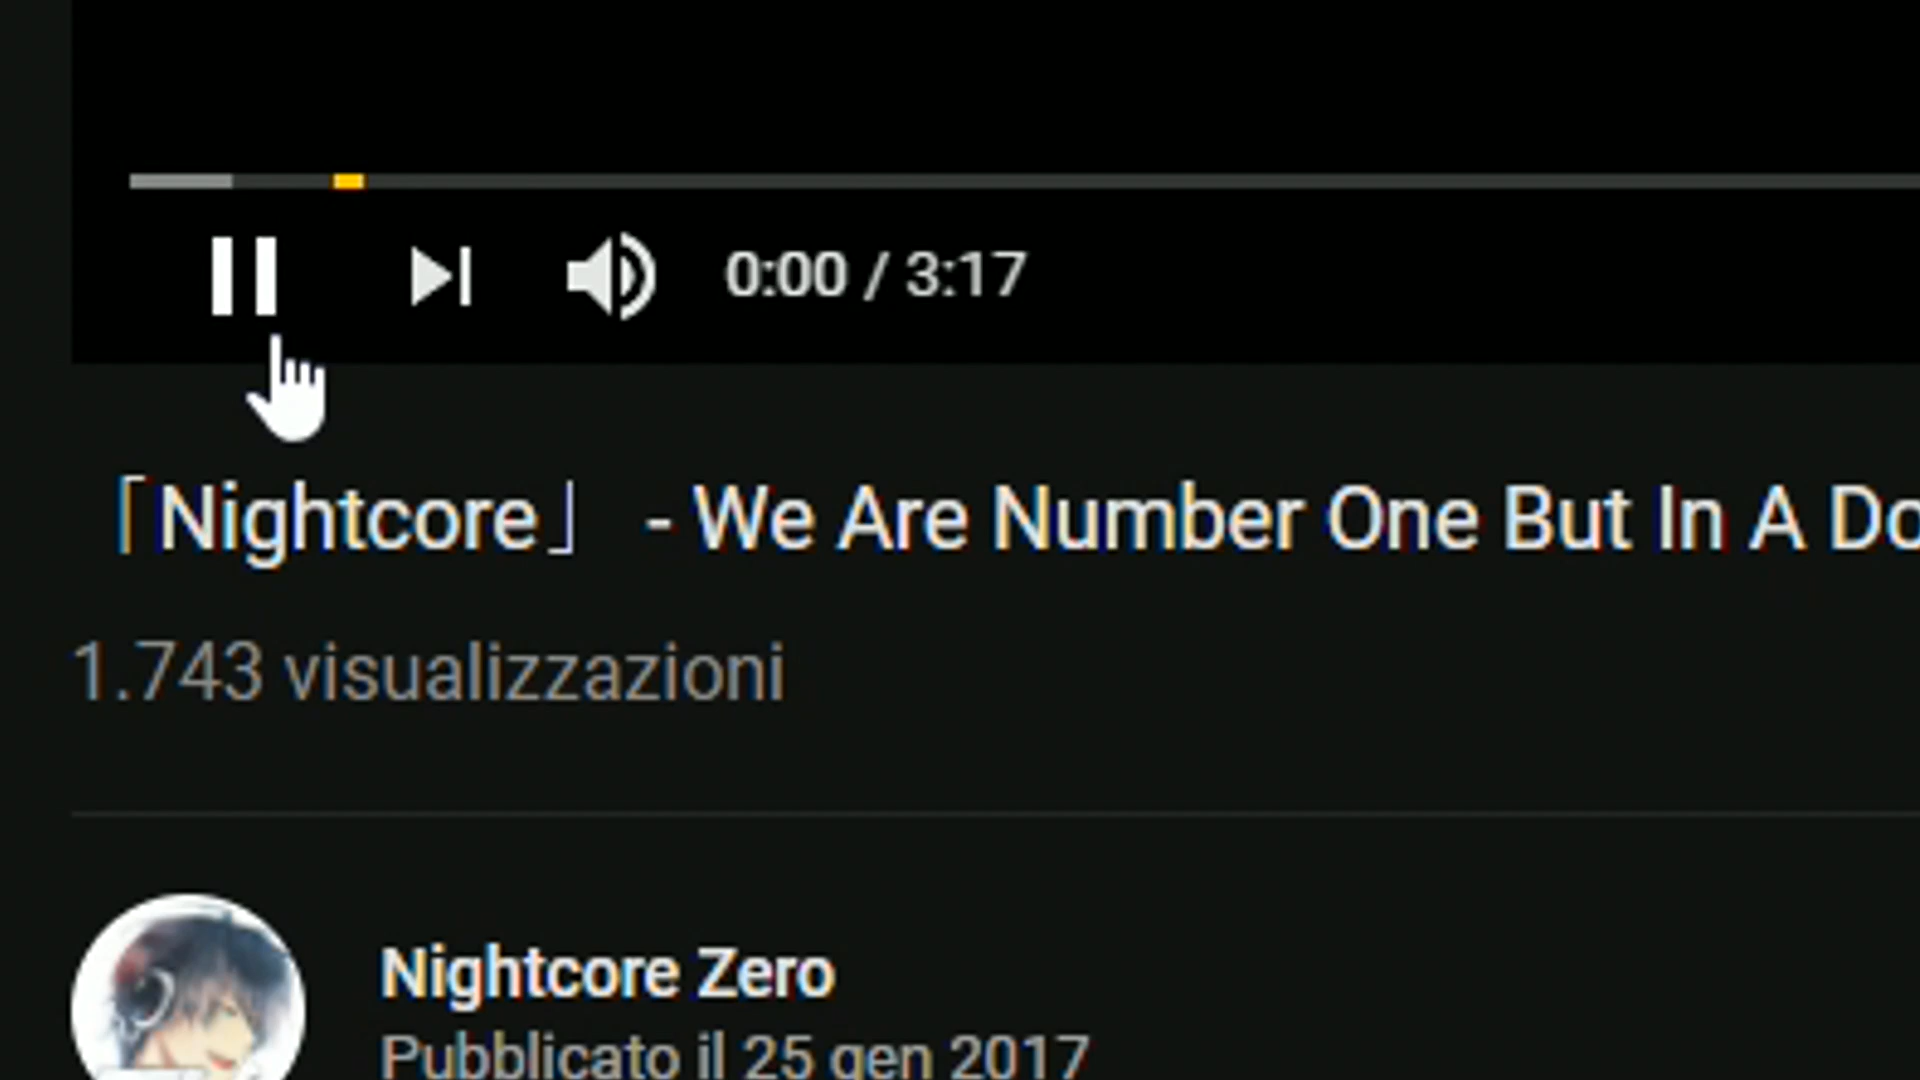 0:00 / 3:17
「Nightcore」 - We Are Number One But In A Do
1.743 visualizzazioni
Nightcore Zero
Pubblicato il 25 gen 2017